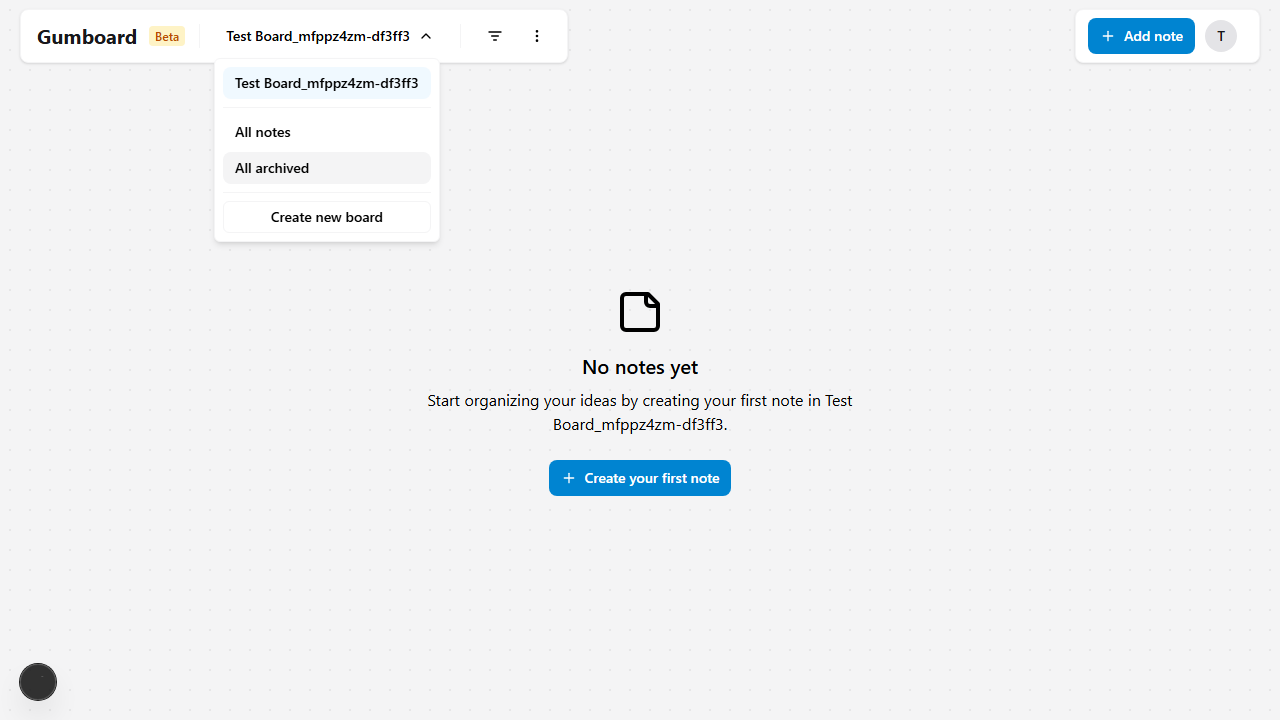 Gumboard Beta Test Board_mfppz4zm-df3ff3 Add note T
Test Board_mfppz4zm-df3ff3
All notes
All archived
Create new board
No notes yet
Start organizing your ideas by creating your first note in Test
Board_mfppz4zm-df3ff3.
Create your first note